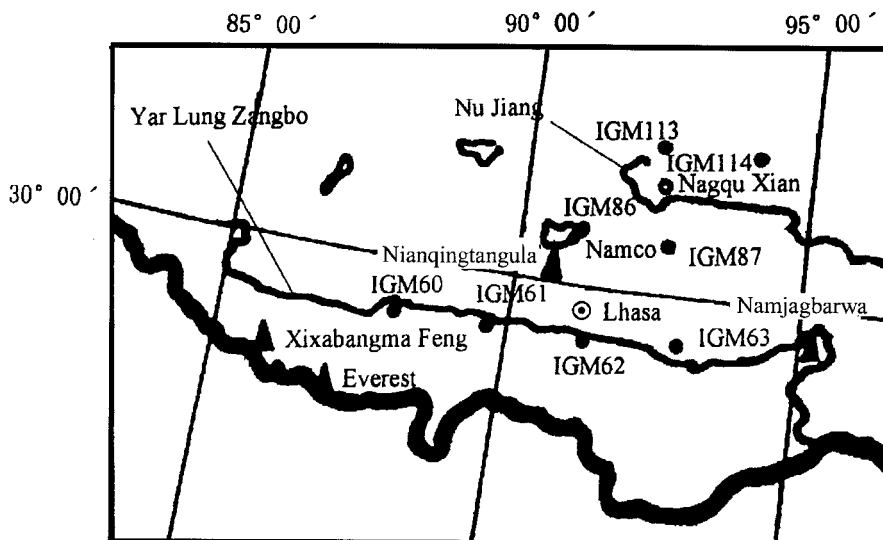 85° 00 ′
90° 00 ′
95° 00 ′
Yar Lung Zangbo
Nu Jiang
IGM113
IGM114
Nagqu Xian
30° 00 ′
IGM86
Nianqingtangula
Namco
IGM87
IGM60
IGM61
Lhasa
Namjagbarwa
Xixabangma Feng
IGM62
IGM63
Everest